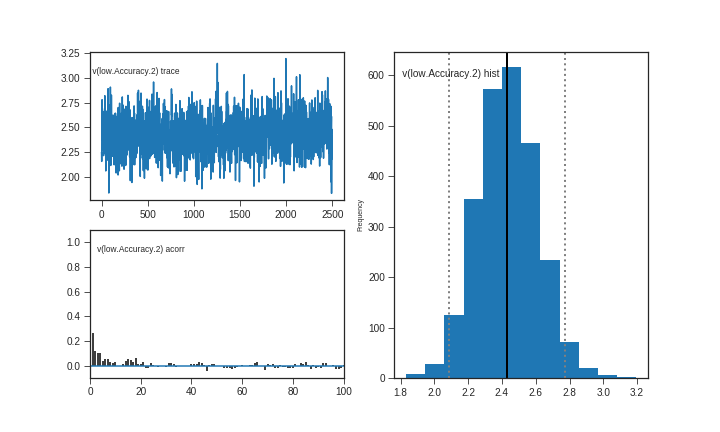 3.25
v(low.Accuracy.2) trace
3.00
2.75
2.50
2.25
2.00
0 500 1000 1500 2000 2500
1.0
v(low.Accuracy.2) acorr
0.8
0.6
0.4
0.2
0.0
0 20 40 60 80 100
v(low.Accuracy.2) hist
600
500
400
Frequency
300
200
100
0
1.8 2.0 2.2 2.4 2.6 2.8 3.0 3.2